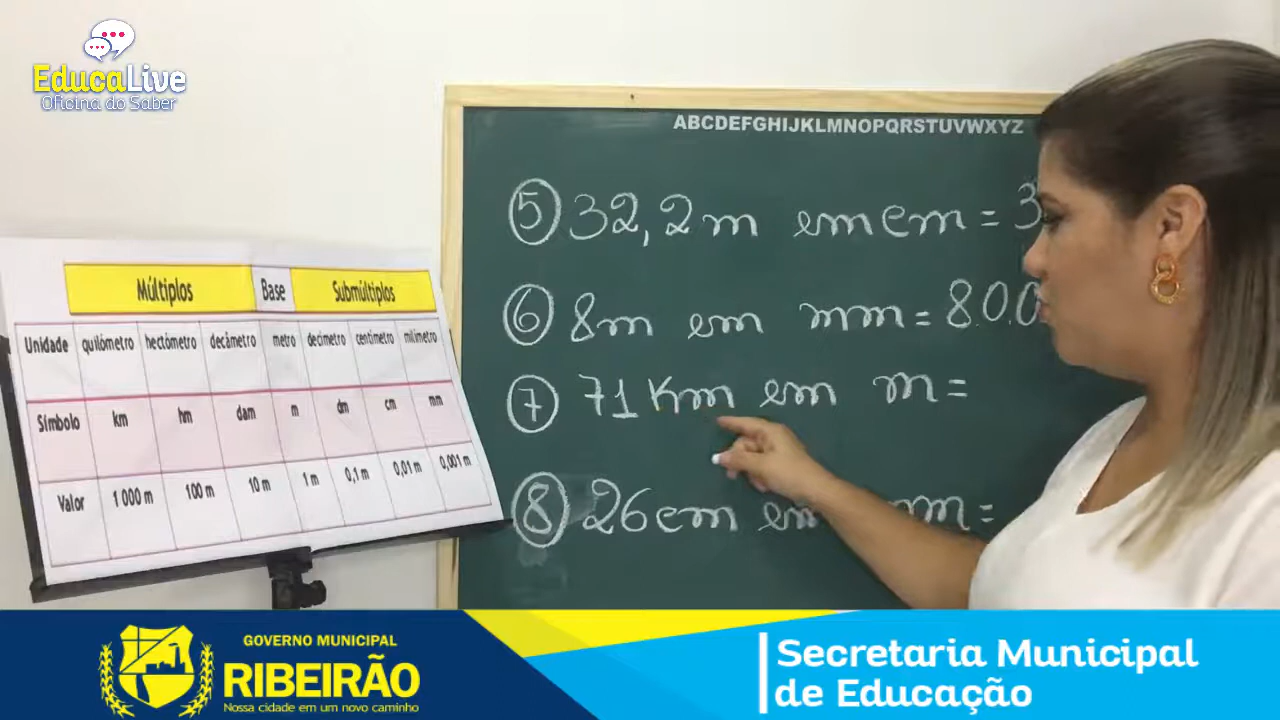 EducaLive
Oficina do Saber
ABCDEFGHIJKLMNOPQRSTUVWXYZ
⑤ 32,2m em cm = 3
⑥ 8m em mm = 8.0.0
⑦ 71 Km em m =
⑧ 26cm em mm =
Múltiplos Base Submúltiplos
Unidade quilômetro hectômetro decâmetro metro decímetro centímetro milímetro
Símbolo km hm dam m dm cm mm
Valor 1 000 m 100 m 10 m 1 m 0,1 m 0,01 m 0,001 m
GOVERNO MUNICIPAL
RIBEIRÃO
Nossa cidade em um novo caminho
Secretaria Municipal
de Educação